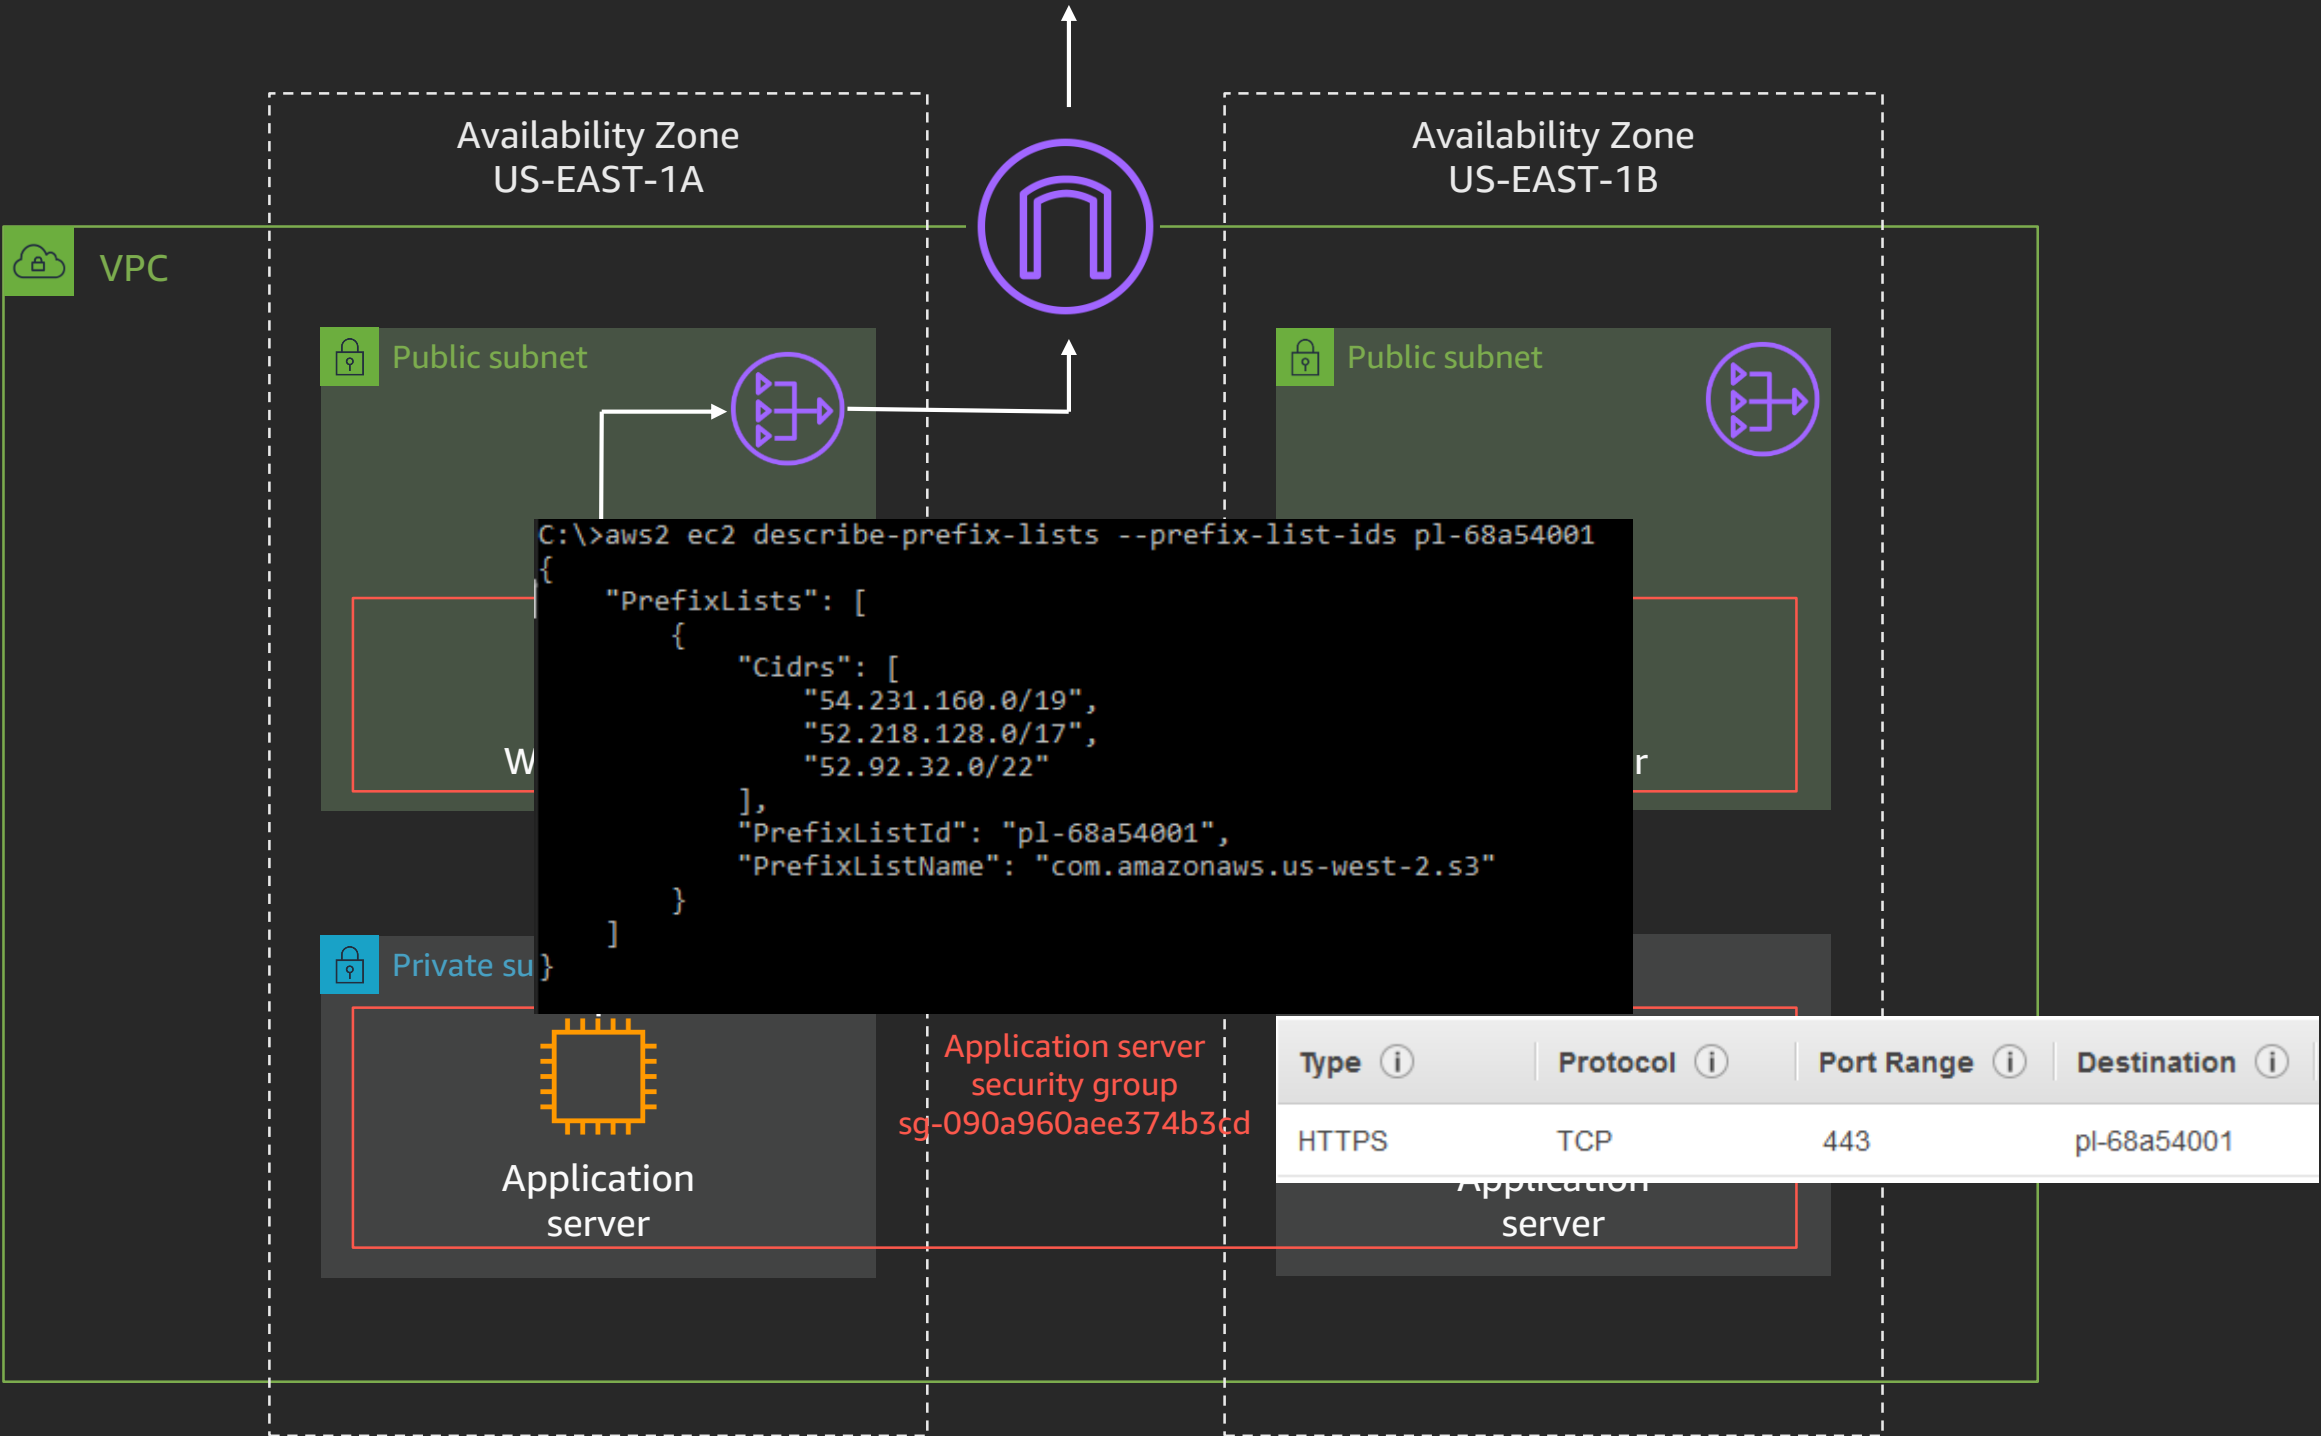 Availability Zone
US-EAST-1A
Availability Zone
US-EAST-1B
VPC
Public subnet
Public subnet
C:\>aws2 ec2 describe-prefix-lists --prefix-list-ids pl-68a54001
{
"PrefixLists": [
{
"Cidrs": [
"54.231.160.0/19",
"52.218.128.0/17",
"52.92.32.0/22"
],
"PrefixListId": "pl-68a54001",
"PrefixListName": "com.amazonaws.us-west-2.s3"
}
]
}
W
r
Private su
Application server
security group
sg-090a960aee374b3cd
Type Protocol Port Range Destination
HTTPS TCP 443 pl-68a54001
Application
server
Application
server